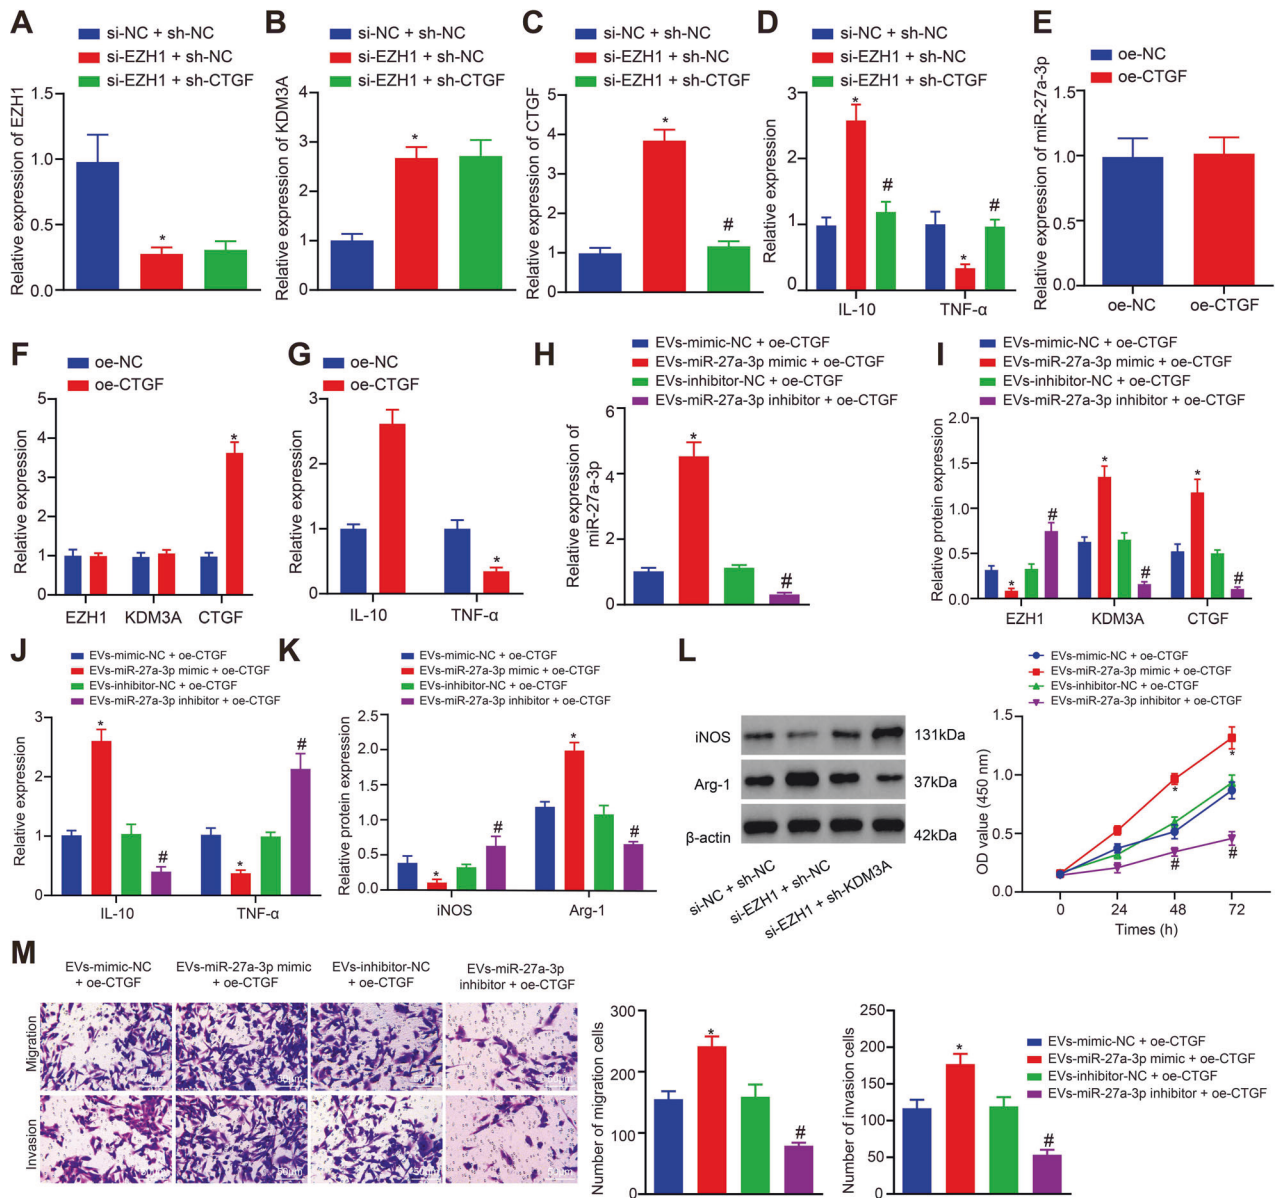 A
si-NC + sh-NC
si-EZH1 + sh-NC
si-EZH1 + sh-CTGF
Relative expression of EZH1
1.5
1.0
0.5
0.0
*
B
si-NC + sh-NC
si-EZH1 + sh-NC
si-EZH1 + sh-CTGF
Relative expression of KDM3A
4
3
2
1
0
*
C
si-NC + sh-NC
si-EZH1 + sh-NC
si-EZH1 + sh-CTGF
Relative expression of CTGF
5
4
3
2
1
0
*
#
D
si-NC + sh-NC
si-EZH1 + sh-NC
si-EZH1 + sh-CTGF
Relative expression
3
2
1
0
*
#
*
#
IL-10
TNF-α
E
oe-NC
oe-CTGF
Relative expression of miR-27a-3p
1.5
1.0
0.5
0.0
oe-NC
oe-CTGF
F
oe-NC
oe-CTGF
Relative expression
5
4
3
2
1
0
*
EZH1
KDM3A
CTGF
G
oe-NC
oe-CTGF
Relative expression
3
2
1
0
*
IL-10
TNF-α
H
EVs-mimic-NC + oe-CTGF
EVs-miR-27a-3p mimic + oe-CTGF
EVs-inhibitor-NC + oe-CTGF
EVs-miR-27a-3p inhibitor + oe-CTGF
Relative expression of
miR-27a-3p
6
4
2
0
*
#
I
EVs-mimic-NC + oe-CTGF
EVs-miR-27a-3p mimic + oe-CTGF
EVs-inhibitor-NC + oe-CTGF
EVs-miR-27a-3p inhibitor + oe-CTGF
Relative protein expression
2.0
1.5
1.0
0.5
0.0
*
#
*
#
*
#
EZH1
KDM3A
CTGF
J
EVs-mimic-NC + oe-CTGF
EVs-miR-27a-3p mimic + oe-CTGF
EVs-inhibitor-NC + oe-CTGF
EVs-miR-27a-3p inhibitor + oe-CTGF
Relative expression
3
2
1
0
*
#
*
#
IL-10
TNF-α
K
EVs-mimic-NC + oe-CTGF
EVs-miR-27a-3p mimic + oe-CTGF
EVs-inhibitor-NC + oe-CTGF
EVs-miR-27a-3p inhibitor + oe-CTGF
Relative protein expression
2.5
2.0
1.5
1.0
0.5
0.0
*
#
*
#
iNOS
Arg-1
L
iNOS
131kDa
Arg-1
37kDa
β-actin
42kDa
si-NC + sh-NC
si-EZH1 + sh-NC
si-EZH1 + sh-KDM3A
EVs-mimic-NC + oe-CTGF
EVs-miR-27a-3p mimic + oe-CTGF
EVs-inhibitor-NC + oe-CTGF
EVs-miR-27a-3p inhibitor + oe-CTGF
OD value (450 nm)
1.5
1.0
0.5
0.0
*
#
*
#
0
24
48
72
Times (h)
M
EVs-mimic-NC
+ oe-CTGF
EVs-miR-27a-3p mimic
+ oe-CTGF
EVs-inhibitor-NC
+ oe-CTGF
EVs-miR-27a-3p
inhibitor + oe-CTGF
Migration
50μm
50μm
50μm
50μm
Invasion
50μm
50μm
50μm
50μm
Number of migration cells
300
200
100
0
*
#
Number of invasion cells
250
200
150
100
50
0
*
#
EVs-mimic-NC + oe-CTGF
EVs-miR-27a-3p mimic + oe-CTGF
EVs-inhibitor-NC + oe-CTGF
EVs-miR-27a-3p inhibitor + oe-CTGF